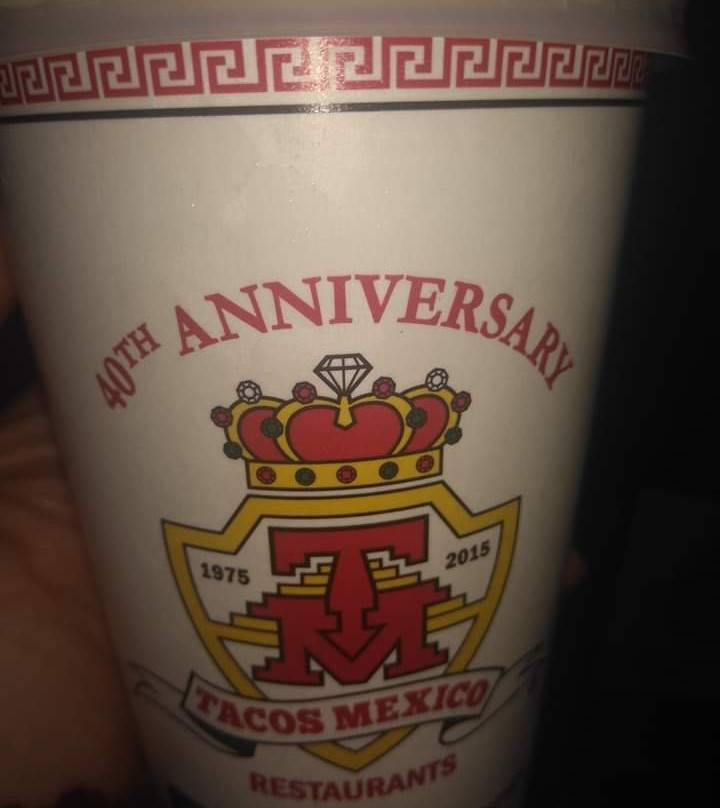 40TH ANNIVERSARY
1975
2015
TM
TACOS MEXICO
RESTAURANTS